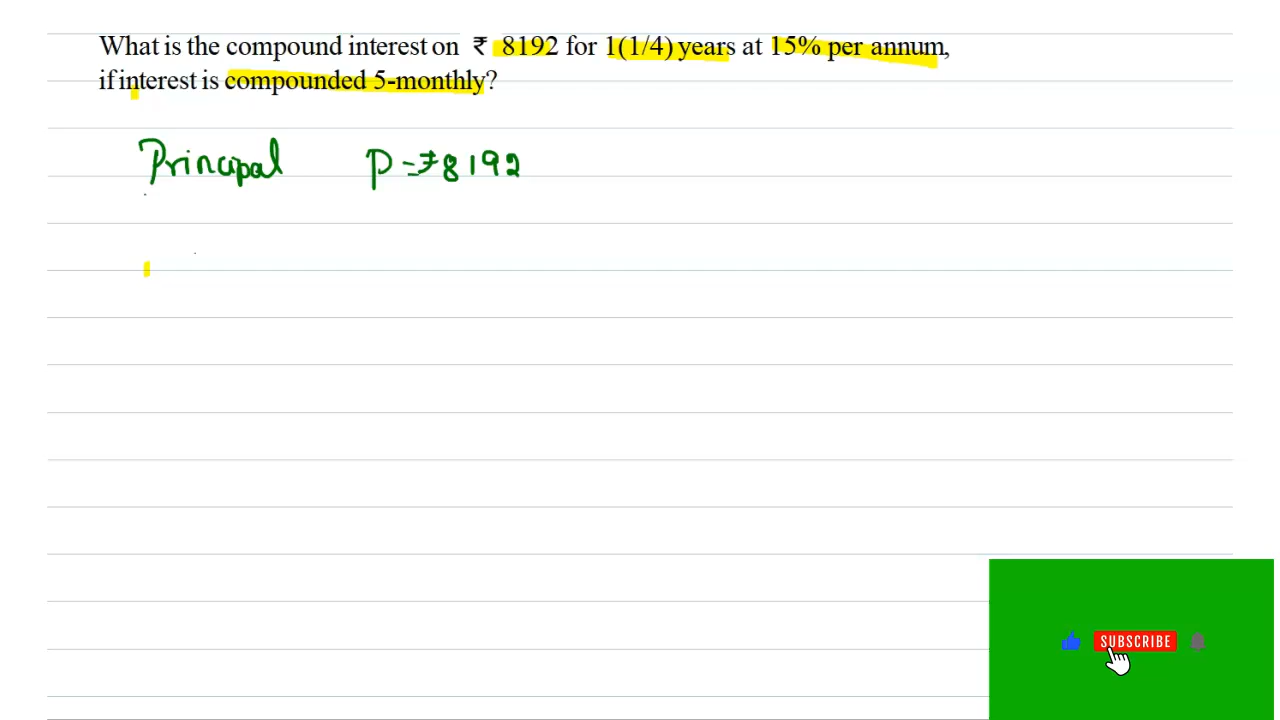 What is the compound interest on ₹ 8192 for 1(1/4) years at 15% per annum,
if interest is compounded 5-monthly?
Principal P = ₹8192
SUBSCRIBE